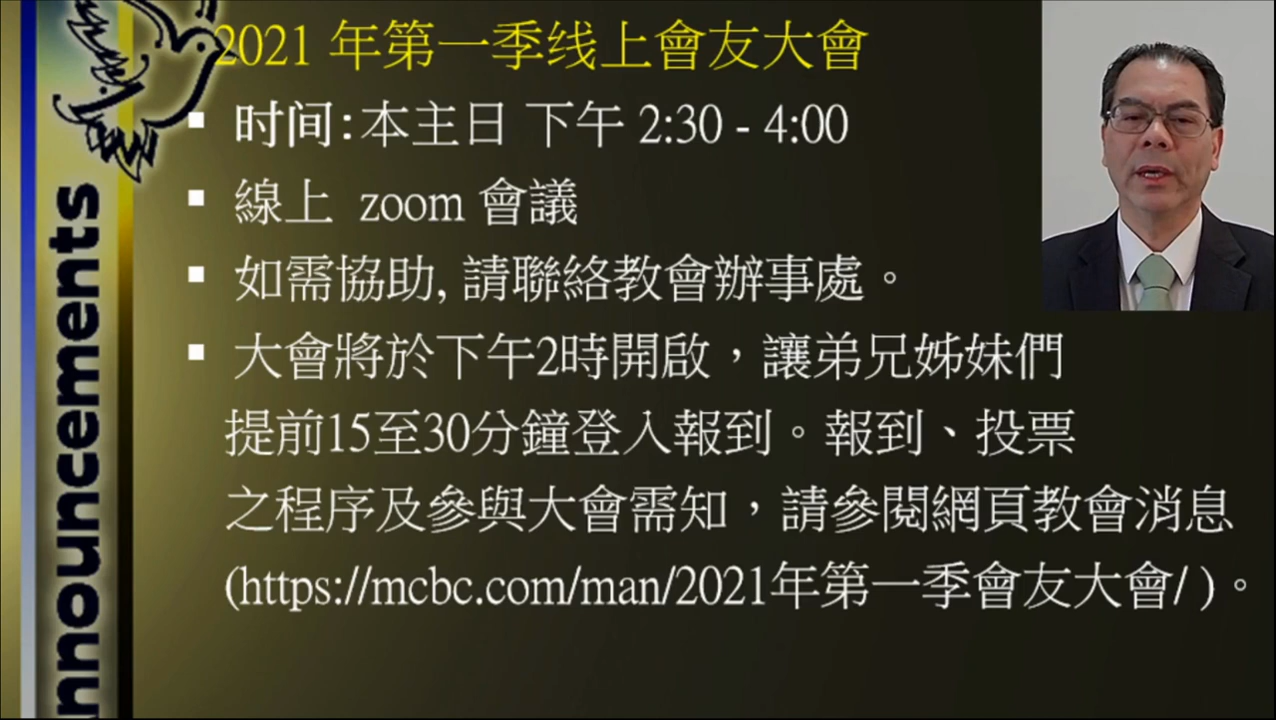 2021 年第一季线上會友大會
时间:本主日 下午 2:30 - 4:00
線上 zoom 會議
如需協助, 請聯絡教會辦事處。
大會將於下午2時開啟，讓弟兄姊妹們
提前15至30分鐘登入報到。報到、投票
之程序及參與大會需知，請參閱網頁教會消息
(https://mcbc.com/man/2021年第一季會友大會/ )。
Announcements